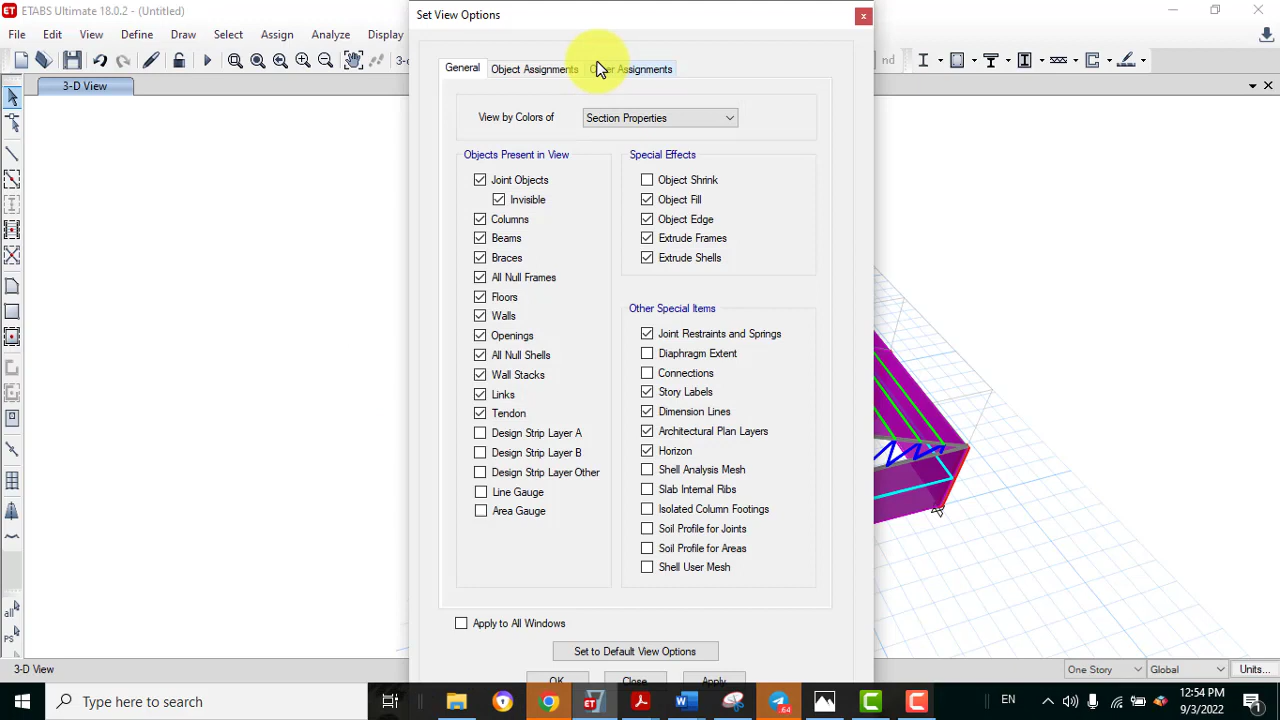 ETABS Ultimate 18.0.2 - (Untitled)
File Edit View Define Draw Select Assign Analyze Display
3-d
nd
3-D View
Set View Options
General Object Assignments Assignments
View by Colors of Section Properties
Objects Present in View
Joint Objects
Invisible
Columns
Beams
Braces
All Null Frames
Floors
Walls
Openings
All Null Shells
Wall Stacks
Links
Tendon
Design Strip Layer A
Design Strip Layer B
Design Strip Layer Other
Line Gauge
Area Gauge
Special Effects
Object Shrink
Object Fill
Object Edge
Extrude Frames
Extrude Shells
Other Special Items
Joint Restraints and Springs
Diaphragm Extent
Connections
Story Labels
Dimension Lines
Architectural Plan Layers
Horizon
Shell Analysis Mesh
Slab Internal Ribs
Isolated Column Footings
Soil Profile for Joints
Soil Profile for Areas
Shell User Mesh
Apply to All Windows
Set to Default View Options
OK Close Apply
all
PS
3-D View
One Story Global Units...
Type here to search
64
EN
12:54 PM
9/3/2022